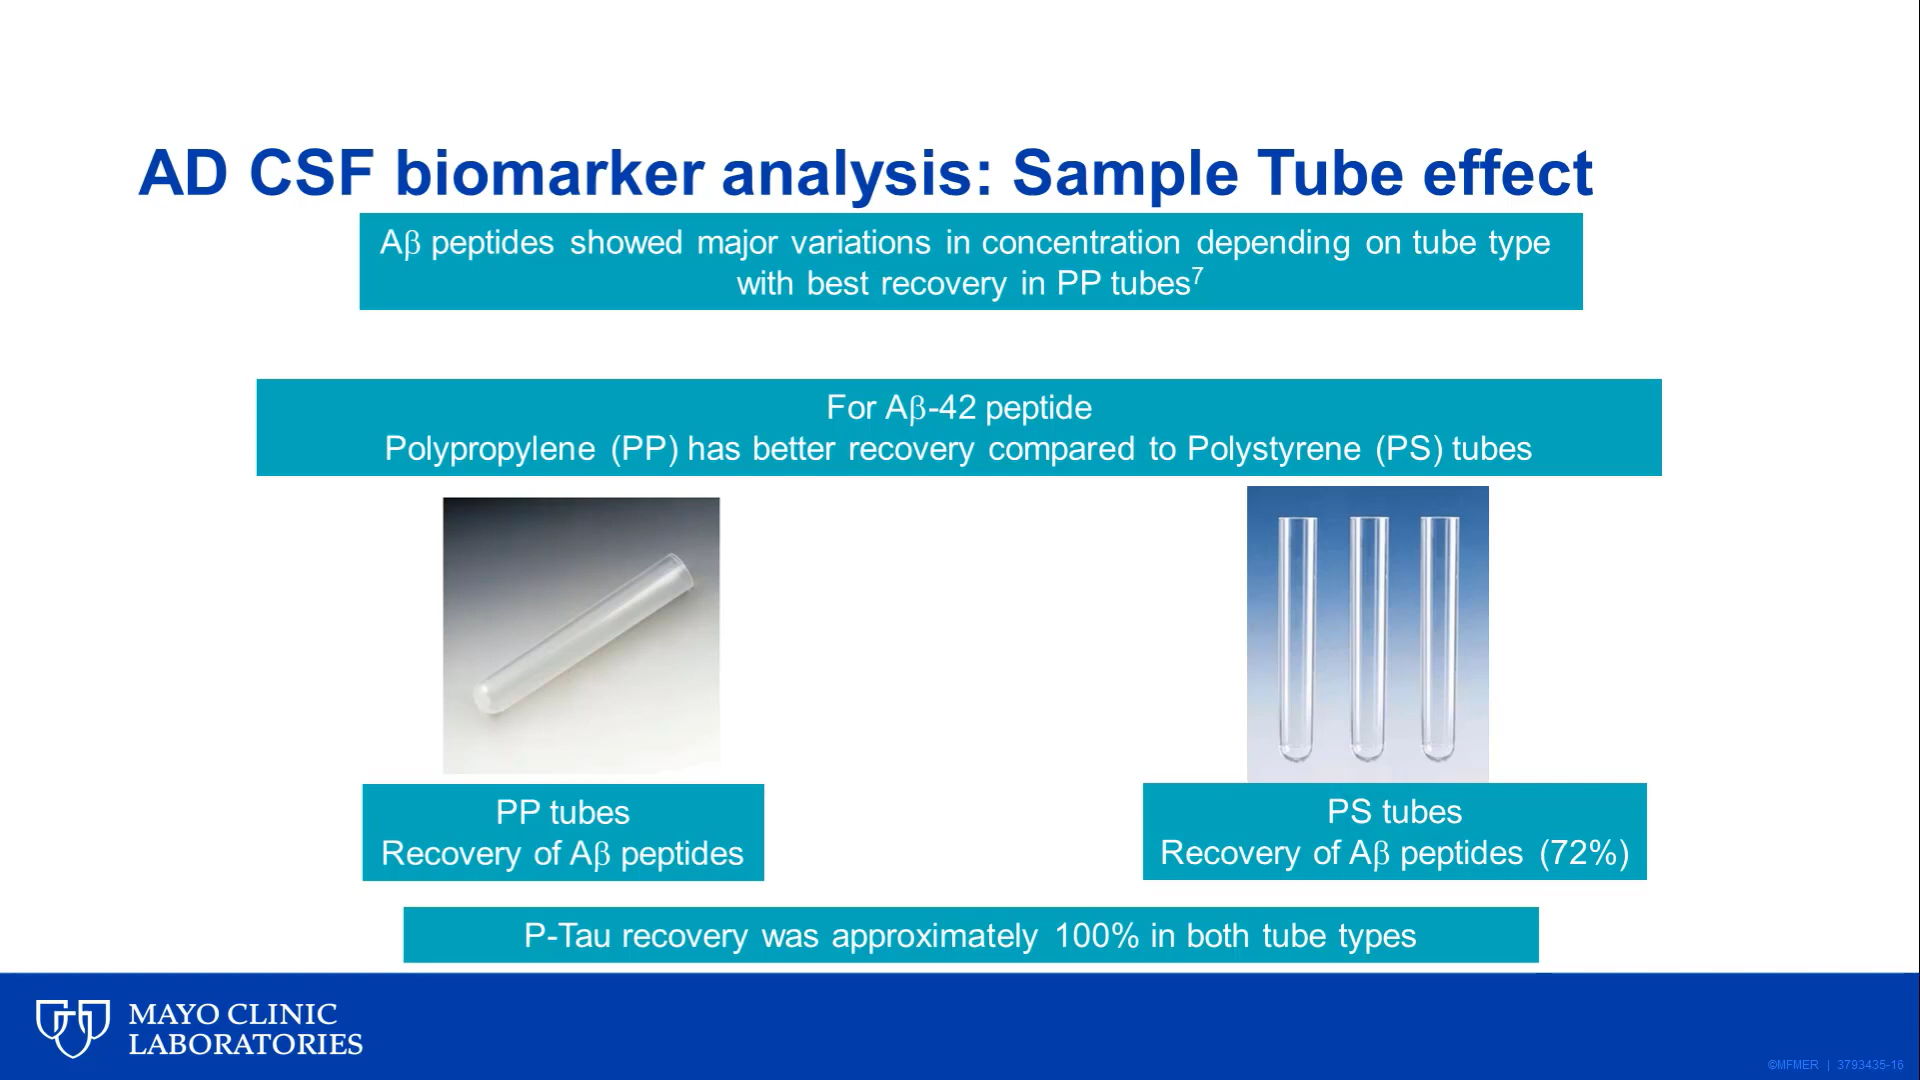 AD CSF biomarker analysis: Sample Tube effect
Aβ peptides showed major variations in concentration depending on tube type
with best recovery in PP tubes⁷
For Aβ-42 peptide
Polypropylene (PP) has better recovery compared to Polystyrene (PS) tubes
PP tubes
Recovery of Aβ peptides
PS tubes
Recovery of Aβ peptides (72%)
P-Tau recovery was approximately 100% in both tube types
MAYO CLINIC
LABORATORIES
©MFMER | 3793435-16